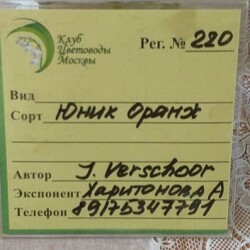 Клуб
Цветоводы
Москвы
Рег. № 220
Вид
Сорт Юник Оранж
Автор J. Verschoor
Экспонент Харитонова А
Телефон 89175347791